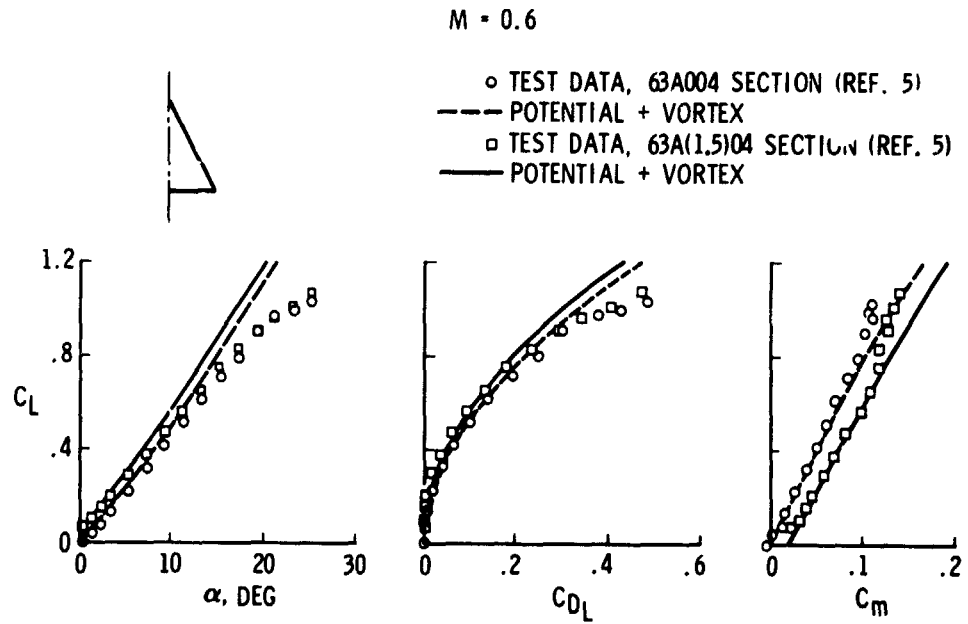 M = 0.6
TEST DATA, 63A004 SECTION (REF. 5)
POTENTIAL + VORTEX
TEST DATA, 63A(1.5)04 SECTION (REF. 5)
POTENTIAL + VORTEX
1.2
.8
C_L
.4
0
0 10 20 30
α, DEG
0 .2 .4 .6
C_{D_L}
0 .1 .2
C_m